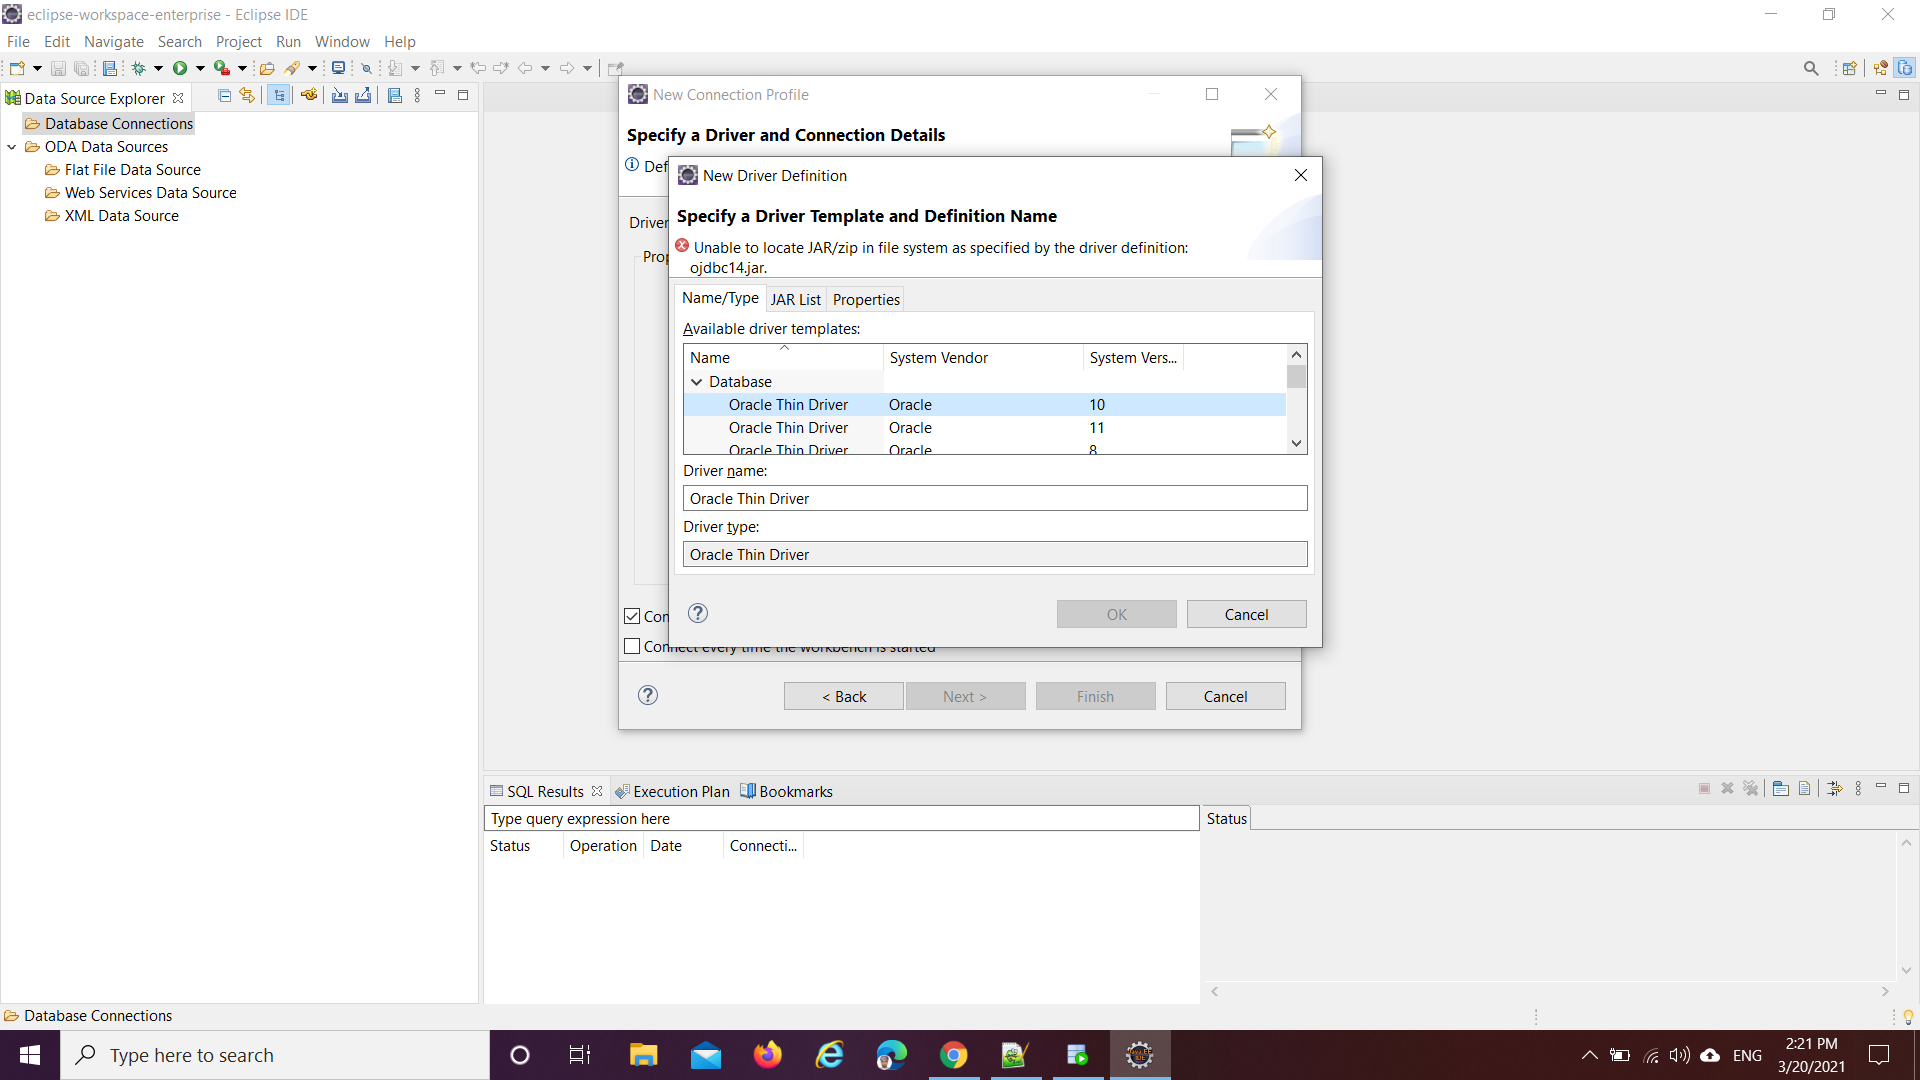 eclipse-workspace-enterprise - Eclipse IDE
File Edit Navigate Search Project Run Window Help
Data Source Explorer
Database Connections
ODA Data Sources
Flat File Data Source
Web Services Data Source
XML Data Source
New Connection Profile
Specify a Driver and Connection Details
Def
Driver
Prop
New Driver Definition
Specify a Driver Template and Definition Name
Unable to locate JAR/zip in file system as specified by the driver definition:
ojdbc14.jar.
Name/Type JAR List Properties
Available driver templates:
Name System Vendor System Vers...
Database
Oracle Thin Driver Oracle 10
Oracle Thin Driver Oracle 11
Oracle Thin Driver Oracle 8
Driver name:
Oracle Thin Driver
Driver type:
Oracle Thin Driver
OK Cancel
Con
Connect every time the workbench is started
< Back Next > Finish Cancel
SQL Results Execution Plan Bookmarks
Type query expression here
Status
Status Operation Date Connecti...
Database Connections
Type here to search
ENG
2:21 PM
3/20/2021